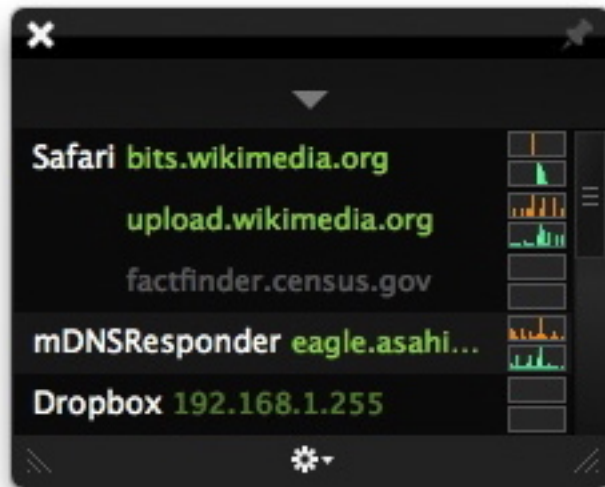 Safari bits.wikimedia.org
upload.wikimedia.org
factfinder.census.gov
mDNSResponder eagle.asahi...
Dropbox 192.168.1.255